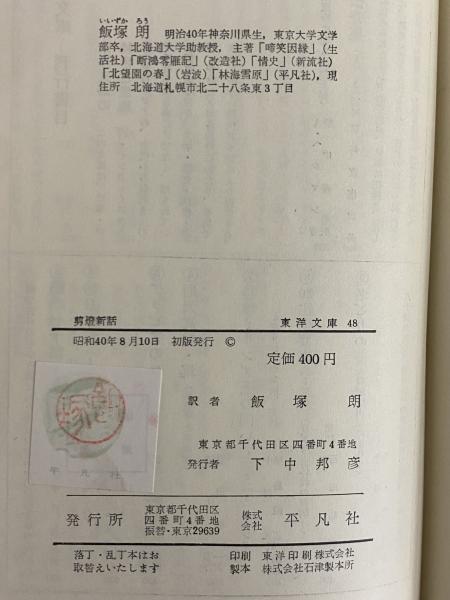 いいずか ろう
飯塚 朗 明治40年神奈川県生，東京大学文学
部卒，北海道大学助教授，主著『啼笑因縁』（生
活社）『断鴻零雁記』（改造社）『情史』（新流社）
『北望園の春』（岩波）『林海雪原』（平凡社），現
住所 北海道札幌市北二十八条東3丁目
剪燈新話 東洋文庫 48
昭和40年8月10日 初版発行 ©
定価 400円
訳者 飯塚 朗
東京都千代田区四番町4番地
発行者 下中邦彦
発行所 東京都千代田区
四番町4番地
振替・東京29639
株式会社 平凡社
落丁・乱丁本はお
取替えいたします
印刷 東洋印刷株式会社
製本 株式会社石津製本所
平凡社